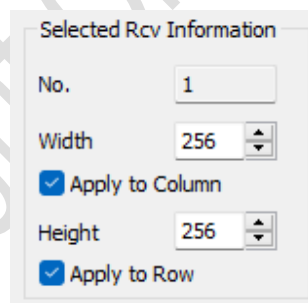 Selected Rcv Information
No. 1
Width 256
Apply to Column
Height 256
Apply to Row